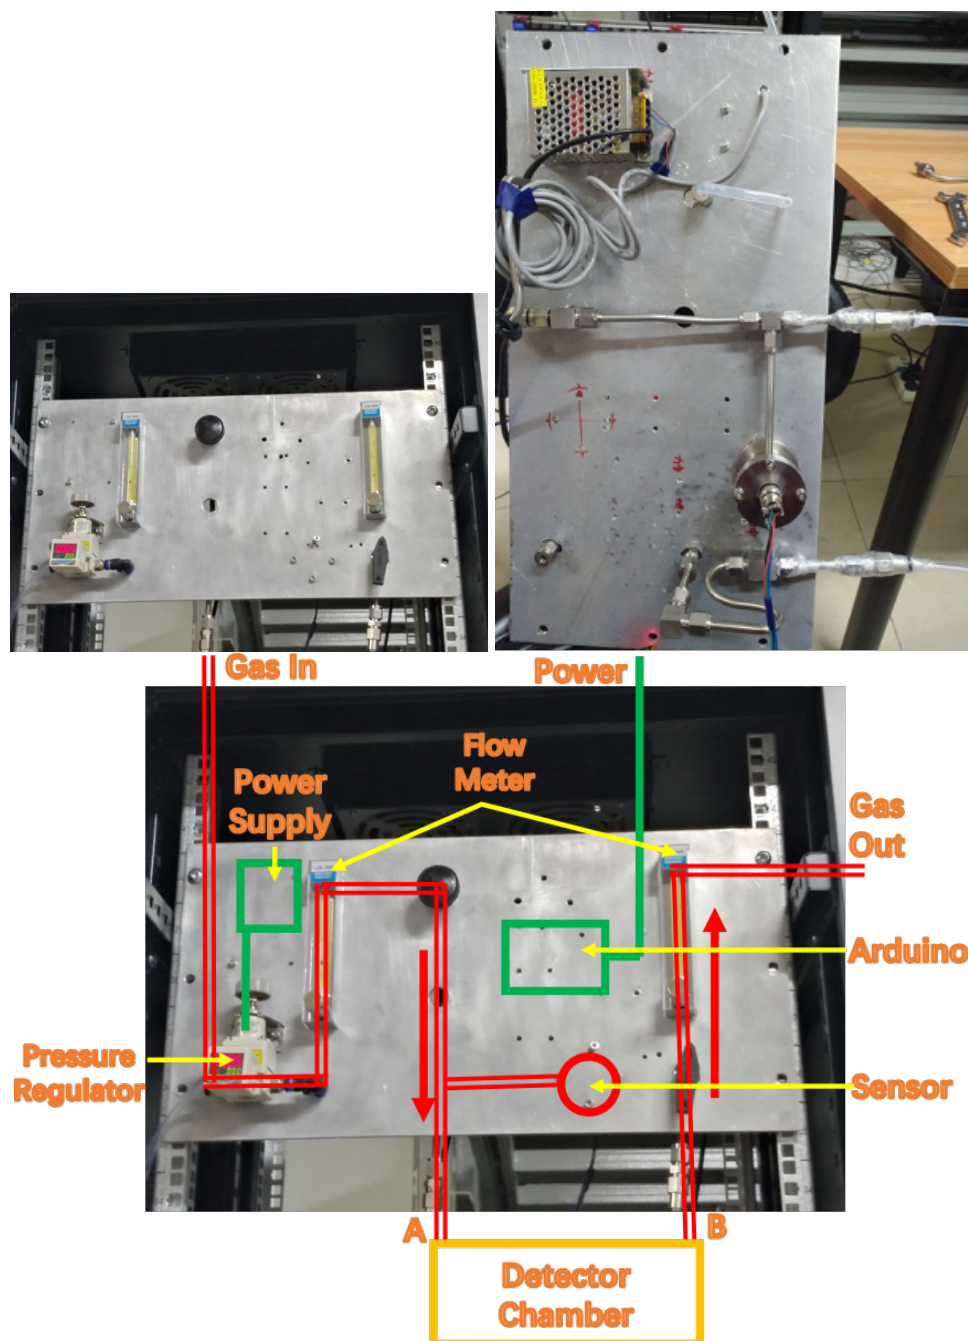 Gas In
Power
Flow
Meter
Power
Supply
Gas
Out
Arduino
Pressure
Regulator
Sensor
A
B
Detector
Chamber